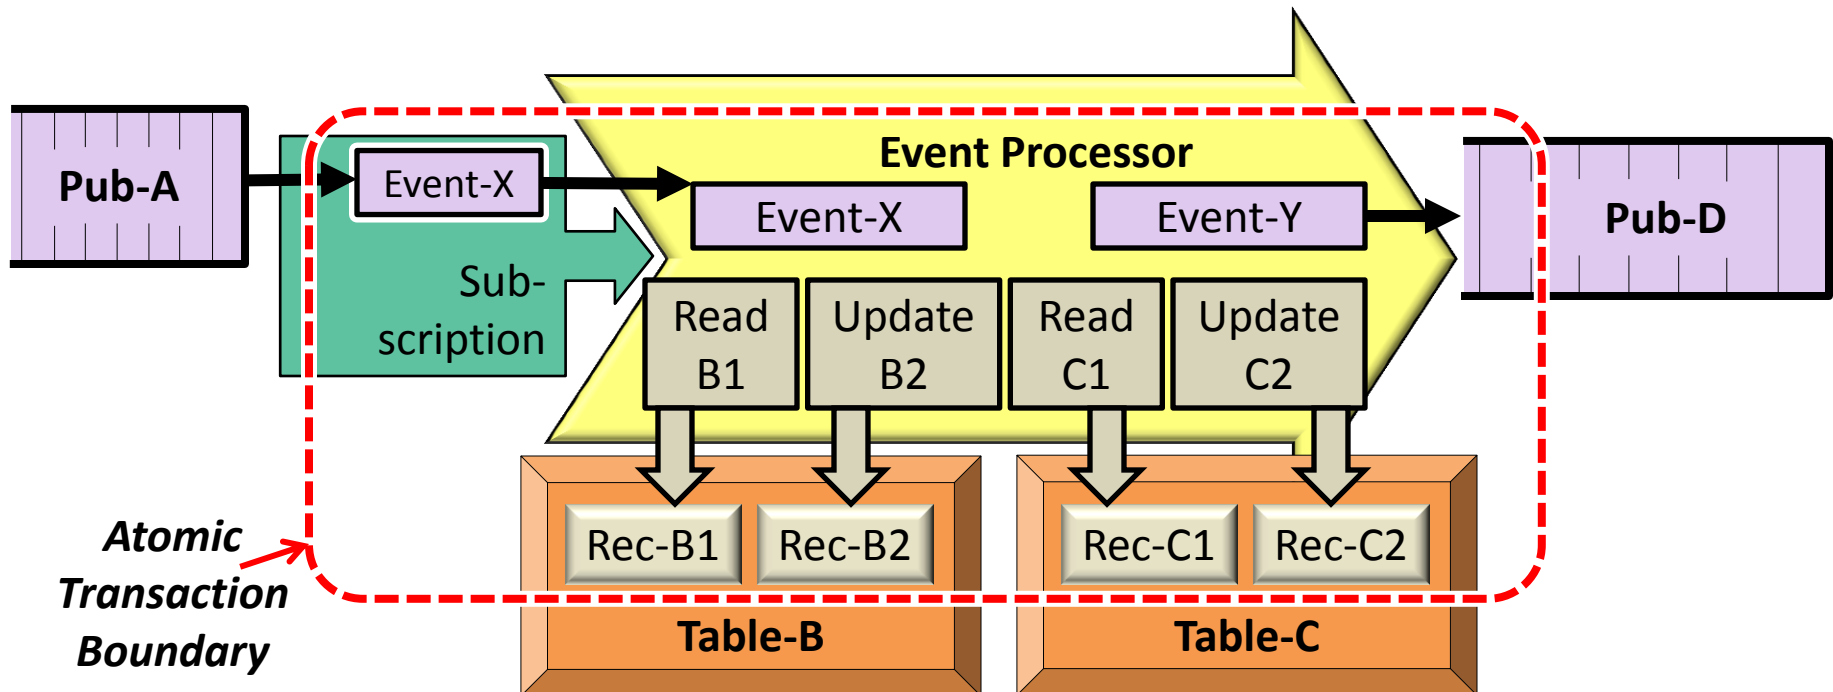 Event Processor
Pub-A
Event-X
Event-X
Event-Y
Pub-D
Sub-
scription
Read
B1
Update
B2
Read
C1
Update
C2
Rec-B1
Rec-B2
Rec-C1
Rec-C2
Atomic
Transaction
Boundary
Table-B
Table-C